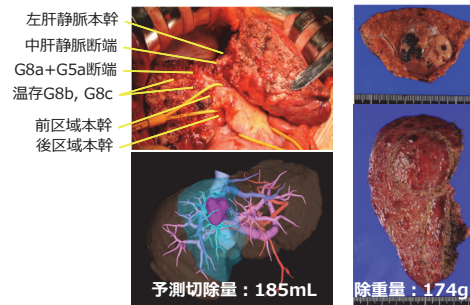 左肝静脈本幹
中肝静脈断端
G8a+G5a断端
温存G8b, G8c
前区域本幹
後区域本幹
予測切除量：185mL
除重量：174g